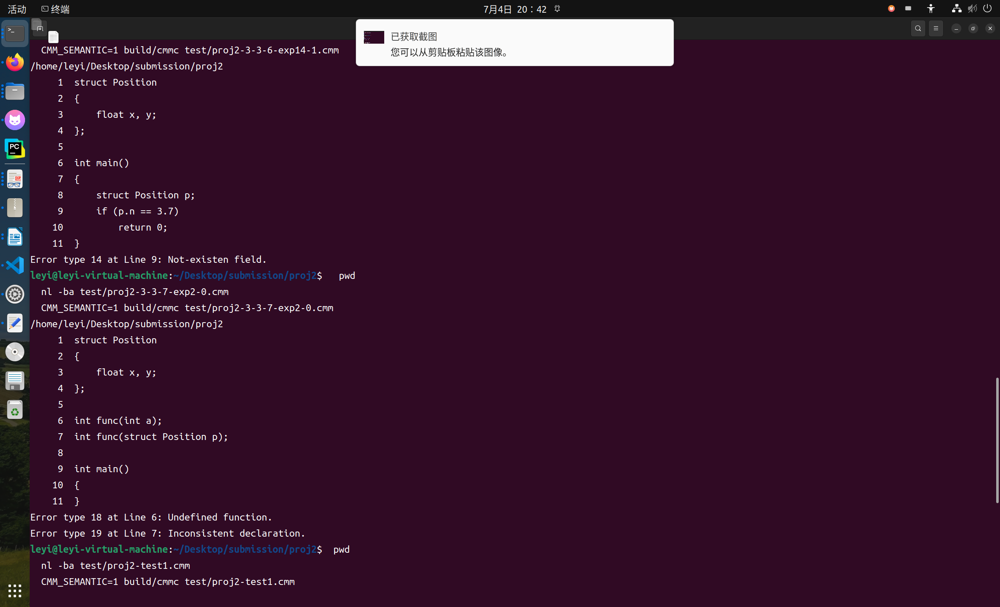 活动
终端
7月4日 20：42
已获取截图
您可以从剪贴板粘贴该图像。
CMM_SEMANTIC=1 build/cmmc test/proj2-3-3-6-exp14-1.cmm
/home/leyi/Desktop/submission/proj2
1 struct Position
2 {
3     float x, y;
4 };
5
6 int main()
7 {
8     struct Position p;
9     if (p.n == 3.7)
10         return 0;
11 }
Error type 14 at Line 9: Not-existen field.
leyi@leyi-virtual-machine:~/Desktop/submission/proj2$   pwd
  nl -ba test/proj2-3-3-7-exp2-0.cmm
  CMM_SEMANTIC=1 build/cmmc test/proj2-3-3-7-exp2-0.cmm
/home/leyi/Desktop/submission/proj2
1 struct Position
2 {
3     float x, y;
4 };
5
6 int func(int a);
7 int func(struct Position p);
8
9 int main()
10 {
11 }
Error type 18 at Line 6: Undefined function.
Error type 19 at Line 7: Inconsistent declaration.
leyi@leyi-virtual-machine:~/Desktop/submission/proj2$  pwd
  nl -ba test/proj2-test1.cmm
  CMM_SEMANTIC=1 build/cmmc test/proj2-test1.cmm
PC